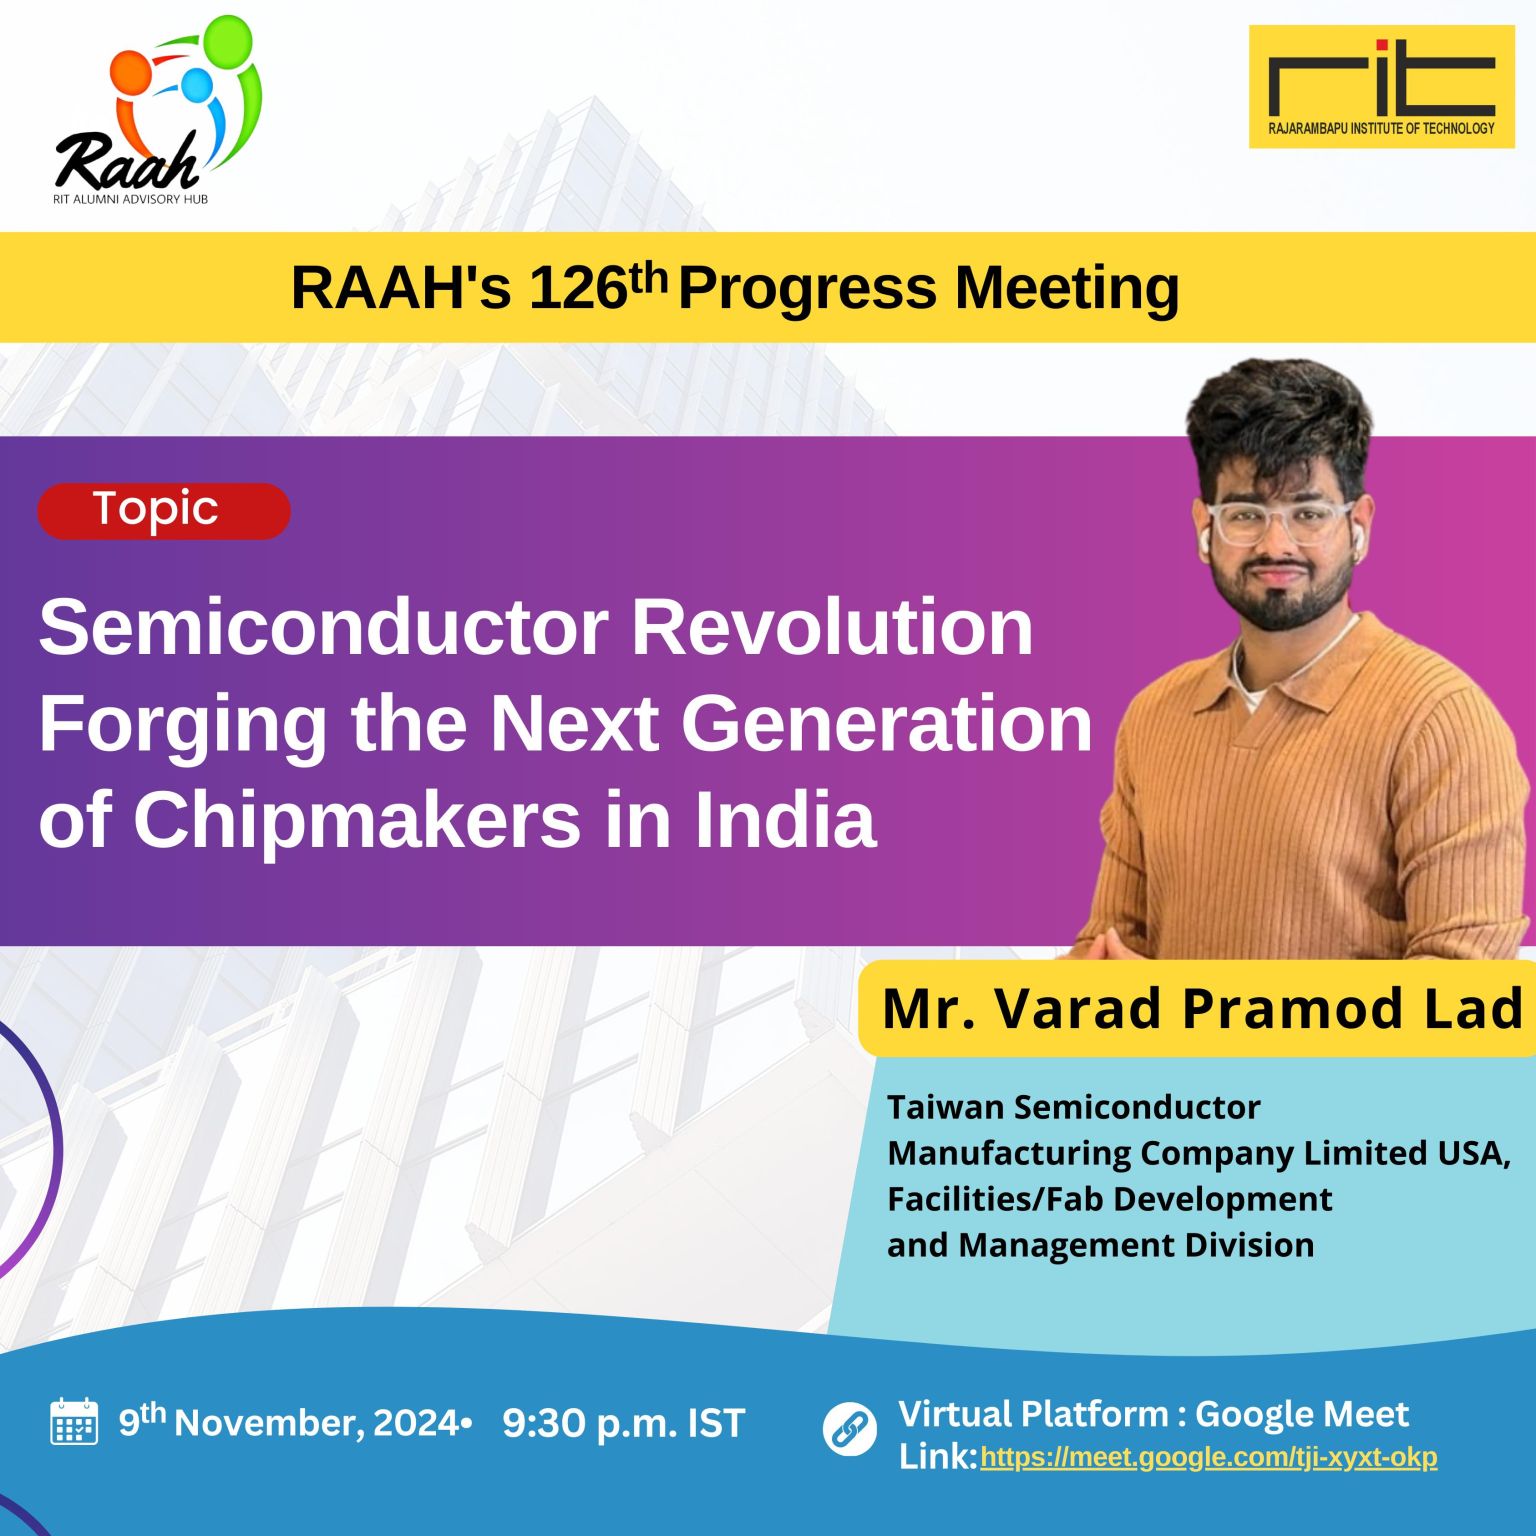 Raah
RIT ALUMNI ADVISORY HUB
rit
RAJARAMBAPU INSTITUTE OF TECHNOLOGY
RAAH's 126th Progress Meeting
Topic
Semiconductor Revolution
Forging the Next Generation
of Chipmakers in India
Mr. Varad Pramod Lad
Taiwan Semiconductor
Manufacturing Company Limited USA,
Facilities/Fab Development
and Management Division
9th November, 2024• 9:30 p.m. IST
Virtual Platform : Google Meet
Link:https://meet.google.com/tji-xyxt-okp